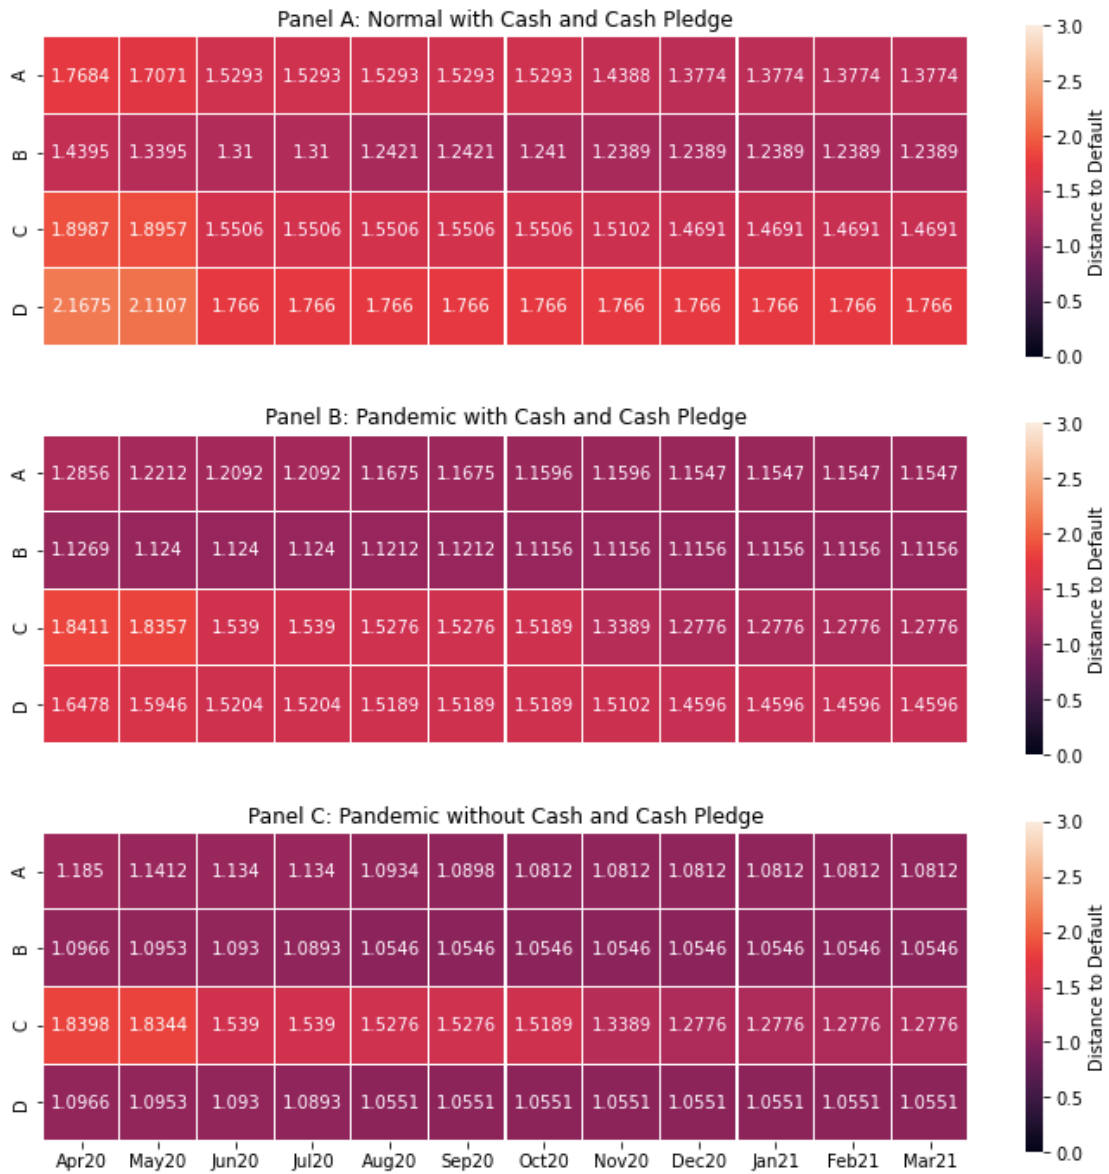 Panel A: Normal with Cash and Cash Pledge
A 1.7684 1.7071 1.5293 1.5293 1.5293 1.5293 1.5293 1.4388 1.3774 1.3774 1.3774 1.3774
B 1.4395 1.3395 1.31 1.31 1.2421 1.2421 1.241 1.2389 1.2389 1.2389 1.2389 1.2389
C 1.8987 1.8957 1.5506 1.5506 1.5506 1.5506 1.5506 1.5102 1.4691 1.4691 1.4691 1.4691
D 2.1675 2.1107 1.766 1.766 1.766 1.766 1.766 1.766 1.766 1.766 1.766 1.766
3.0
2.5
2.0
1.5
1.0
0.5
0.0
Distance to Default
Panel B: Pandemic with Cash and Cash Pledge
A 1.2856 1.2212 1.2092 1.2092 1.1675 1.1675 1.1596 1.1596 1.1547 1.1547 1.1547 1.1547
B 1.1269 1.124 1.124 1.124 1.1212 1.1212 1.1156 1.1156 1.1156 1.1156 1.1156 1.1156
C 1.8411 1.8357 1.539 1.539 1.5276 1.5276 1.5189 1.3389 1.2776 1.2776 1.2776 1.2776
D 1.6478 1.5946 1.5204 1.5204 1.5189 1.5189 1.5189 1.5102 1.4596 1.4596 1.4596 1.4596
3.0
2.5
2.0
1.5
1.0
0.5
0.0
Distance to Default
Panel C: Pandemic without Cash and Cash Pledge
A 1.185 1.1412 1.134 1.134 1.0934 1.0898 1.0812 1.0812 1.0812 1.0812 1.0812 1.0812
B 1.0966 1.0953 1.093 1.0893 1.0546 1.0546 1.0546 1.0546 1.0546 1.0546 1.0546 1.0546
C 1.8398 1.8344 1.539 1.539 1.5276 1.5276 1.5189 1.3389 1.2776 1.2776 1.2776 1.2776
D 1.0966 1.0953 1.093 1.0893 1.0551 1.0551 1.0551 1.0551 1.0551 1.0551 1.0551 1.0551
Apr20 May20 Jun20 Jul20 Aug20 Sep20 Oct20 Nov20 Dec20 Jan21 Feb21 Mar21
3.0
2.5
2.0
1.5
1.0
0.5
0.0
Distance to Default